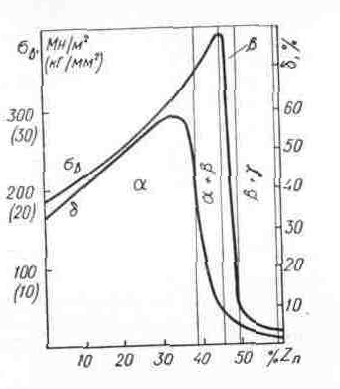 σв, Мн/м²
(кГ/мм²)
δ, %
β
300
(30)
200
(20)
100
(10)
60
50
40
30
20
10
σв
δ
α
α + β
β + γ
10 20 30 40 50 % Zn